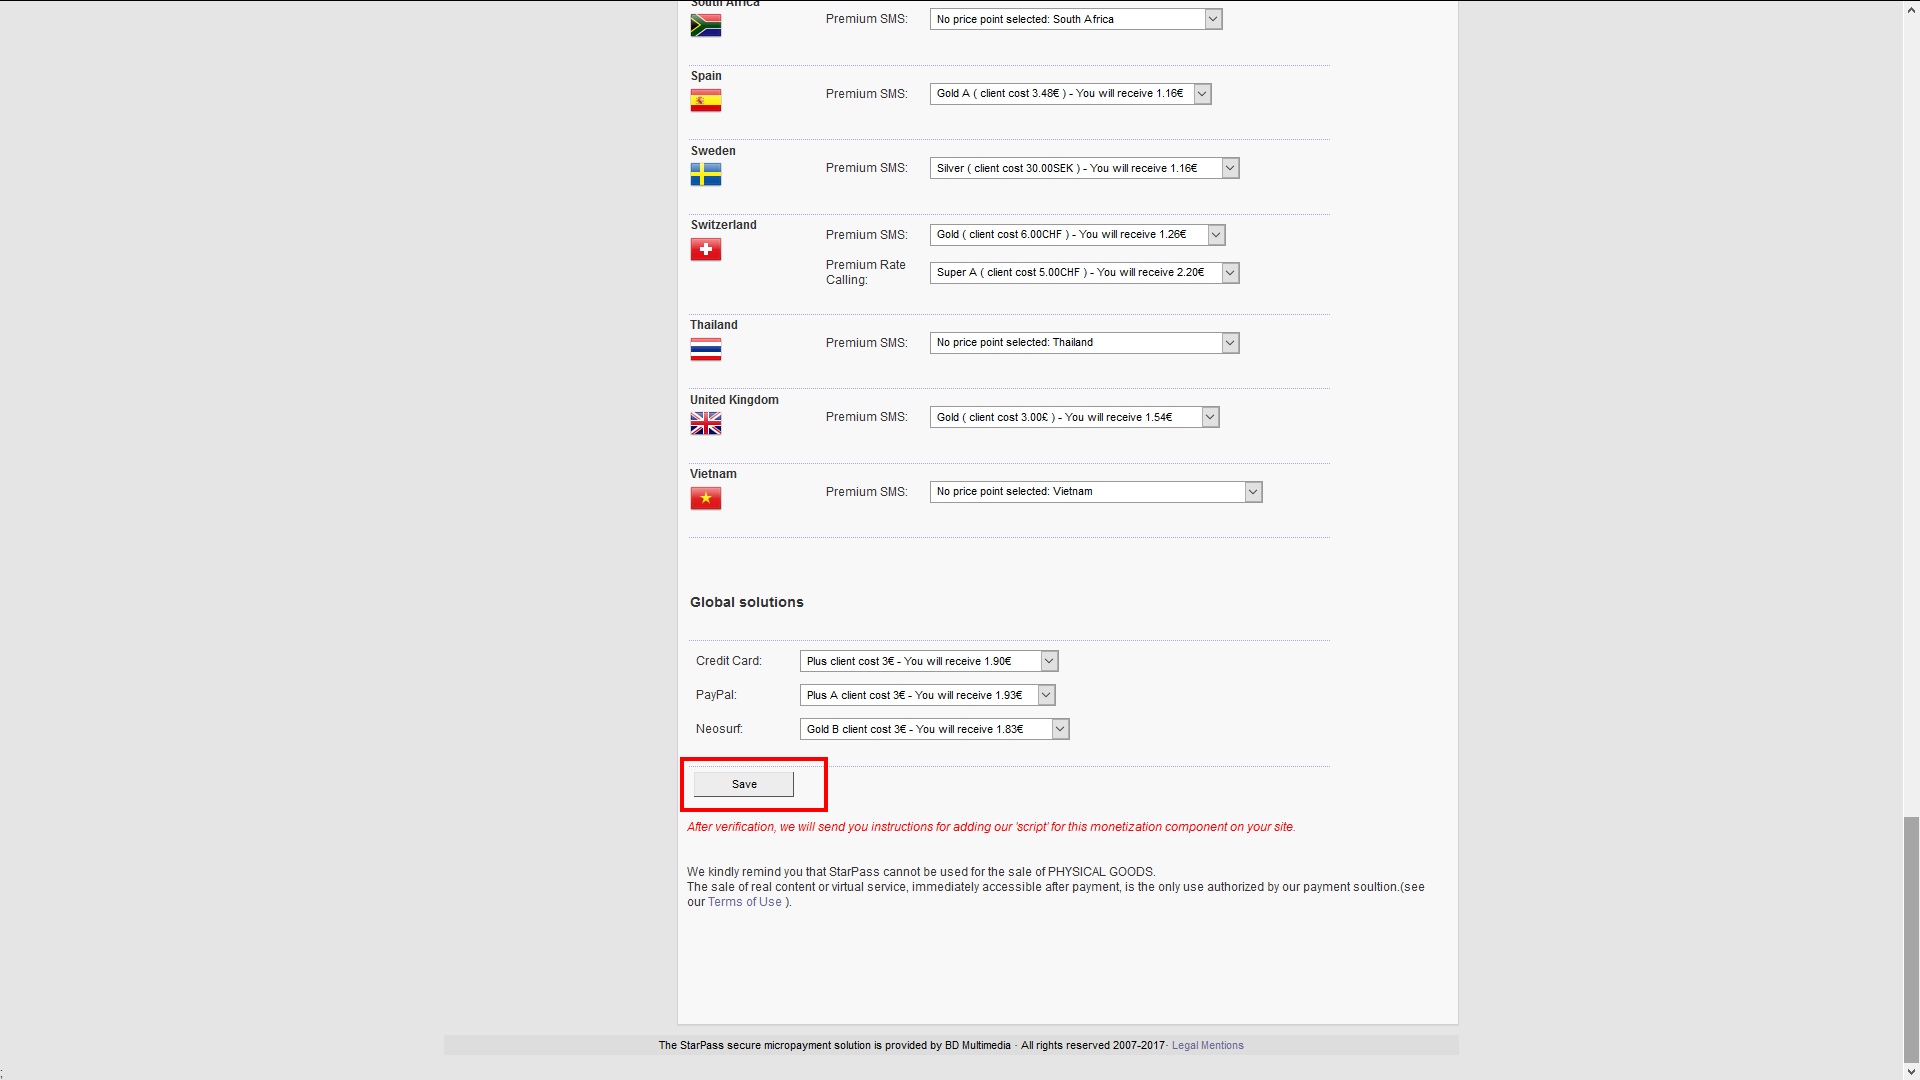 South Africa
Premium SMS: No price point selected: South Africa
Spain
Premium SMS: Gold A ( client cost 3.48€ ) - You will receive 1.16€
Sweden
Premium SMS: Silver ( client cost 30.00SEK ) - You will receive 1.16€
Switzerland
Premium SMS: Gold ( client cost 6.00CHF ) - You will receive 1.26€
Premium Rate
Calling: Super A ( client cost 5.00CHF ) - You will receive 2.20€
Thailand
Premium SMS: No price point selected: Thailand
United Kingdom
Premium SMS: Gold ( client cost 3.00£ ) - You will receive 1.54€
Vietnam
Premium SMS: No price point selected: Vietnam
Global solutions
Credit Card: Plus client cost 3€ - You will receive 1.90€
PayPal: Plus A client cost 3€ - You will receive 1.93€
Neosurf: Gold B client cost 3€ - You will receive 1.83€
Save
After verification, we will send you instructions for adding our 'script' for this monetization component on your site.
We kindly remind you that StarPass cannot be used for the sale of PHYSICAL GOODS.
The sale of real content or virtual service, immediately accessible after payment, is the only use authorized by our payment soultion.(see
our Terms of Use ).
The StarPass secure micropayment solution is provided by BD Multimedia · All rights reserved 2007-2017· Legal Mentions
;